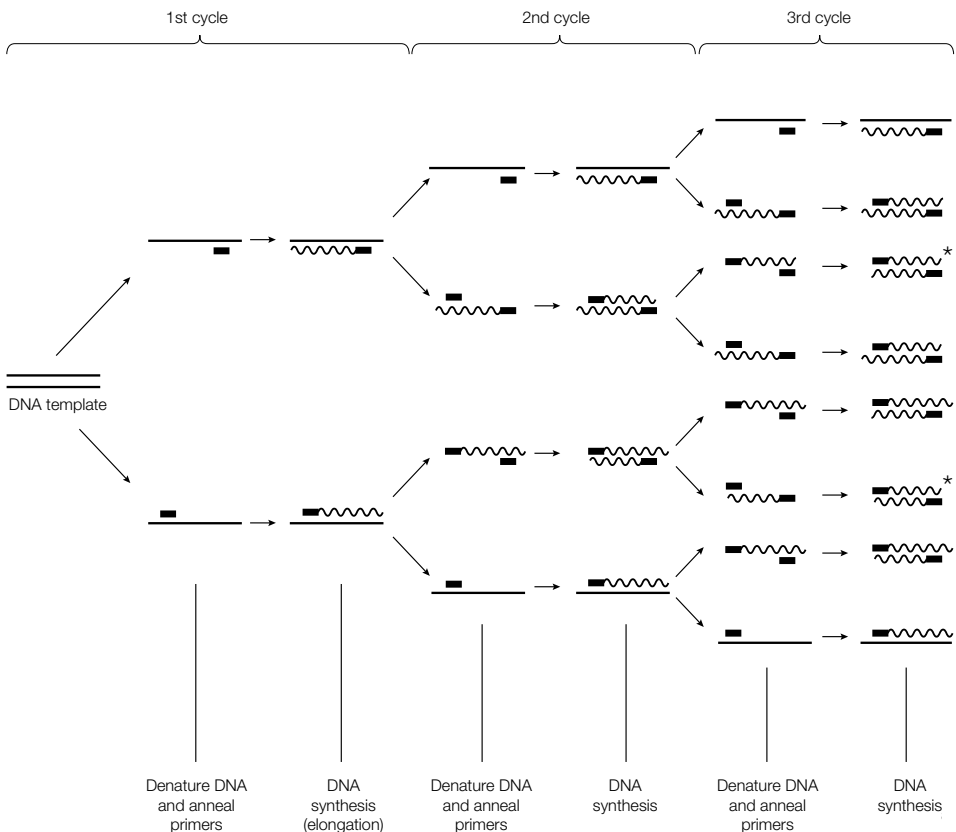 1st cycle
2nd cycle
3rd cycle
*
DNA template
*
Denature DNA
and anneal
primers
DNA
synthesis
(elongation)
Denature DNA
and anneal
primers
DNA
synthesis
Denature DNA
and anneal
primers
DNA
synthesis